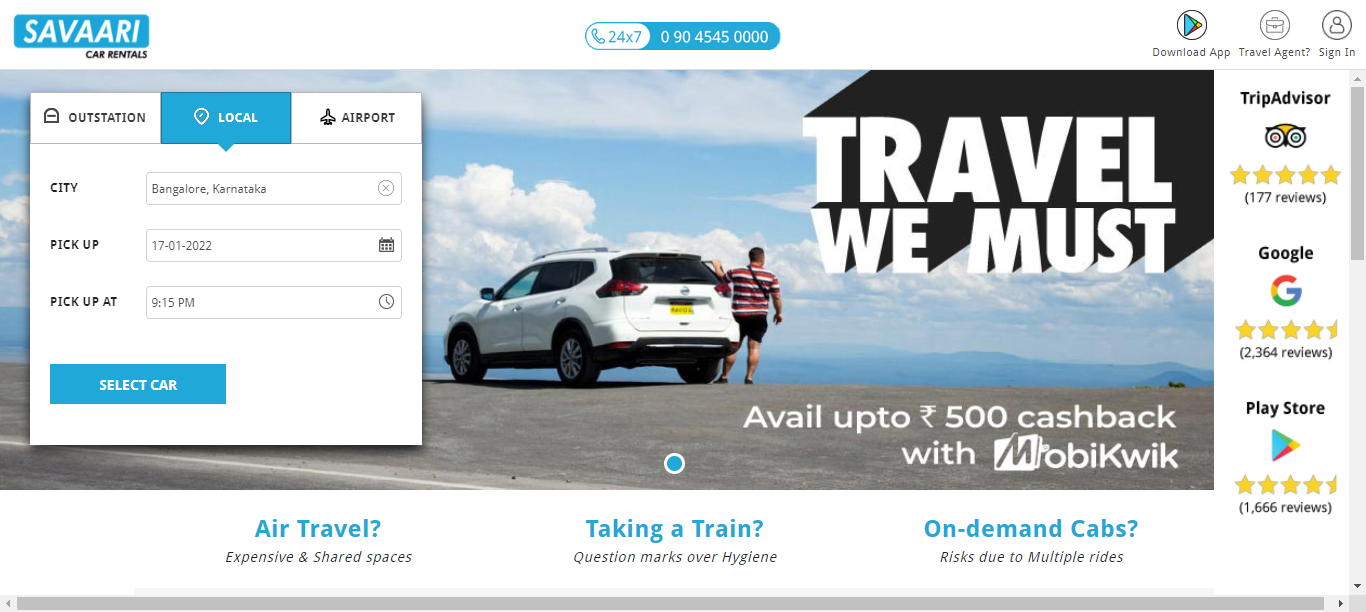 SAVAARI
CAR RENTALS
24x7 0 90 4545 0000
Download App Travel Agent? Sign In
OUTSTATION LOCAL AIRPORT
CITY Bangalore, Karnataka
PICK UP 17-01-2022
PICK UP AT 9:15 PM
SELECT CAR
TRAVEL
WE MUST
Avail upto ₹ 500 cashback
with MobiKwik
TripAdvisor
(177 reviews)
Google
(2,364 reviews)
Play Store
(1,666 reviews)
Air Travel? Taking a Train? On-demand Cabs?
Expensive & Shared spaces Question marks over Hygiene Risks due to Multiple rides